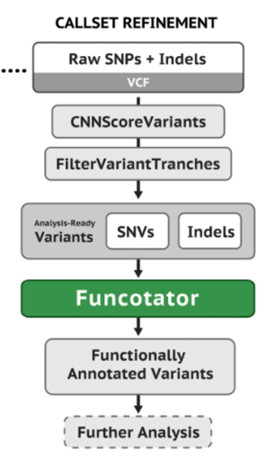 CALLSET REFINEMENT
Raw SNPs + Indels
VCF
CNNScoreVariants
FilterVariantTranches
Analysis-Ready
Variants
SNVs
Indels
Funcotator
Functionally
Annotated Variants
Further Analysis